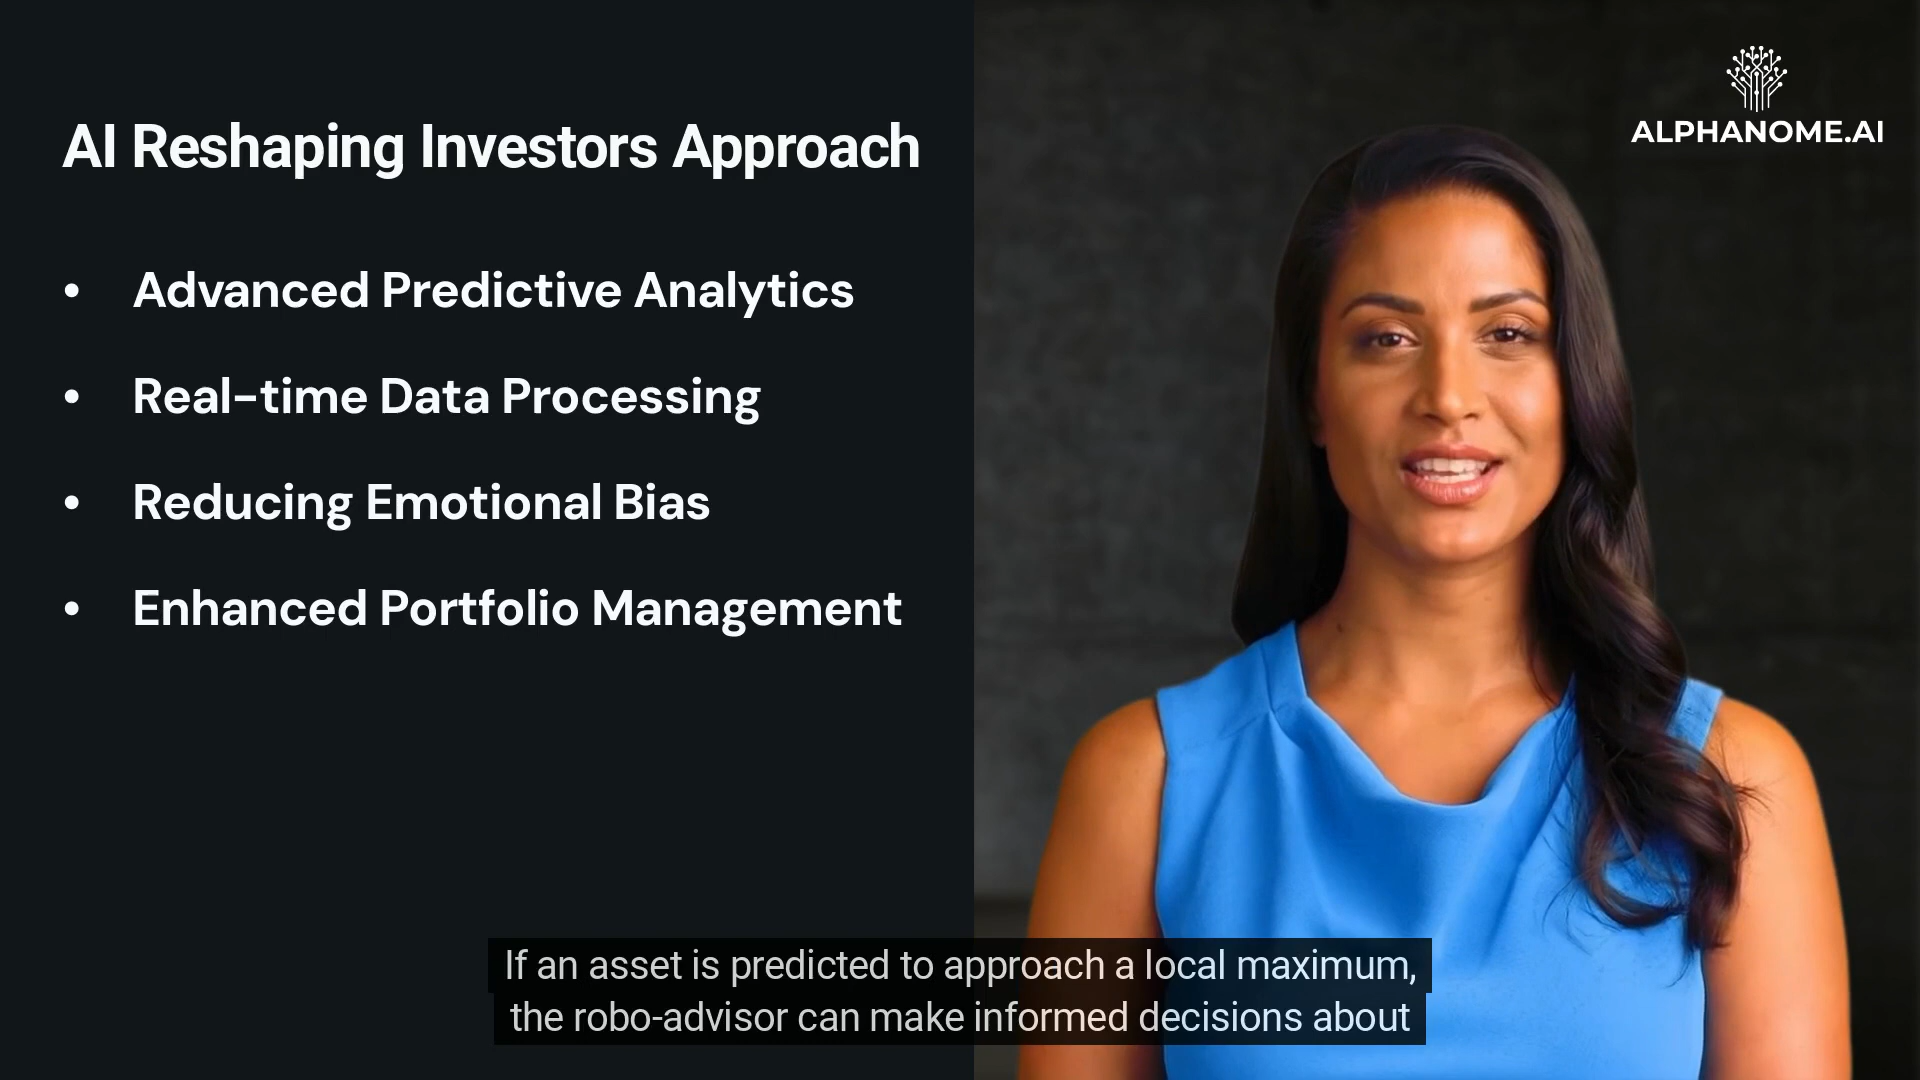 AI Reshaping Investors Approach
• Advanced Predictive Analytics
• Real-time Data Processing
• Reducing Emotional Bias
• Enhanced Portfolio Management
ALPHANOME.AI
If an asset is predicted to approach a local maximum,
the robo-advisor can make informed decisions about